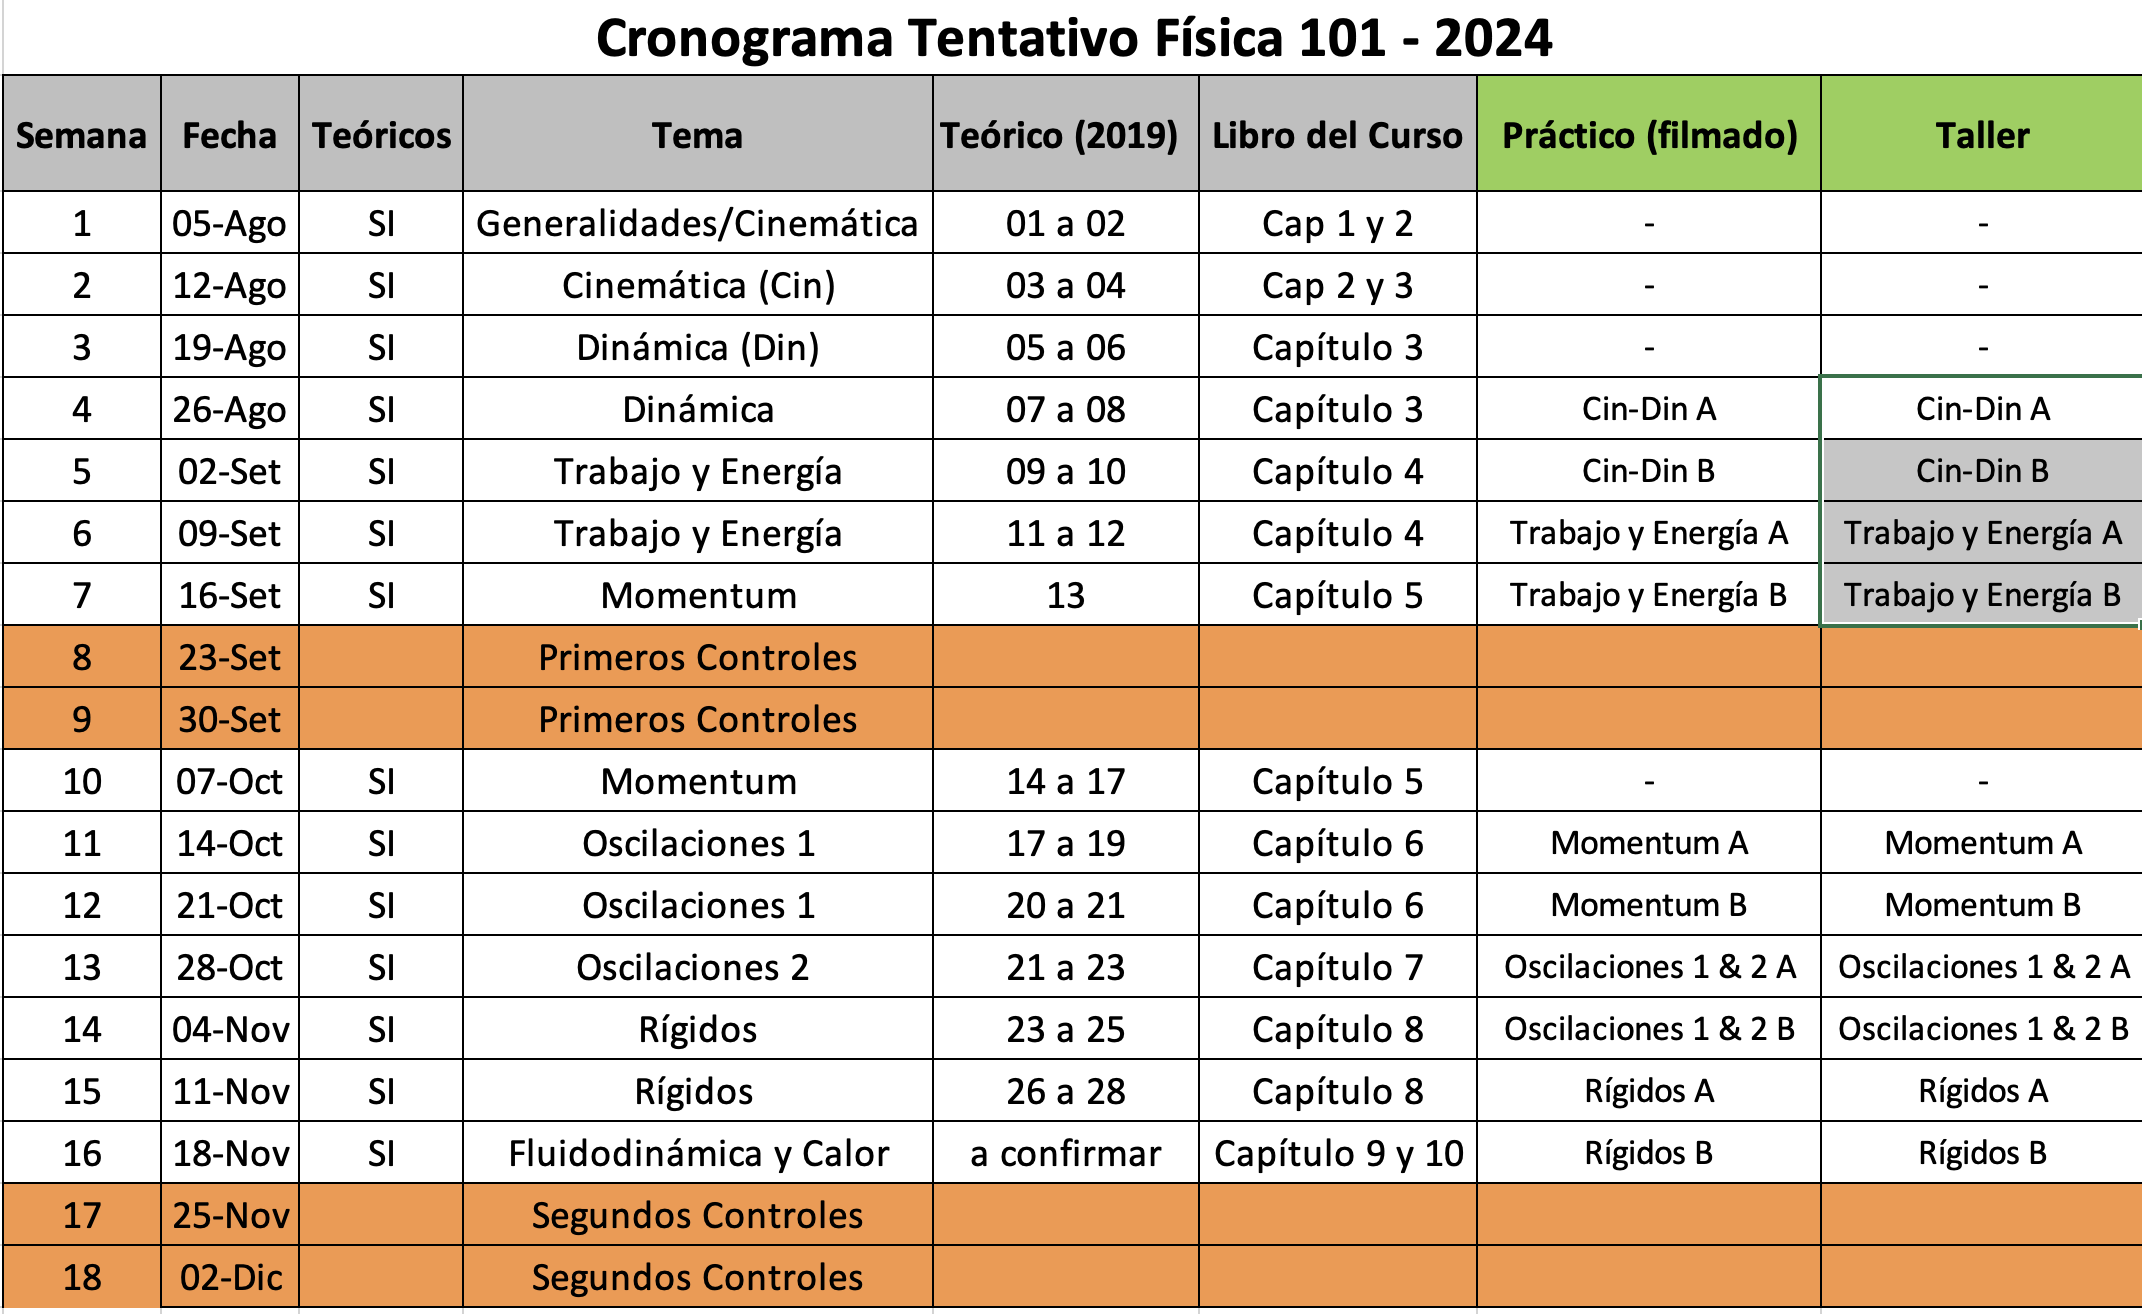 Cronograma Tentativo Física 101 - 2024
Semana Fecha Teóricos Tema Teórico (2019) Libro del Curso Práctico (filmado) Taller
1 05-Ago SI Generalidades/Cinemática 01 a 02 Cap 1 y 2 - -
2 12-Ago SI Cinemática (Cin) 03 a 04 Cap 2 y 3 - -
3 19-Ago SI Dinámica (Din) 05 a 06 Capítulo 3 - -
4 26-Ago SI Dinámica 07 a 08 Capítulo 3 Cin-Din A Cin-Din A
5 02-Set SI Trabajo y Energía 09 a 10 Capítulo 4 Cin-Din B Cin-Din B
6 09-Set SI Trabajo y Energía 11 a 12 Capítulo 4 Trabajo y Energía A Trabajo y Energía A
7 16-Set SI Momentum 13 Capítulo 5 Trabajo y Energía B Trabajo y Energía B
8 23-Set Primeros Controles
9 30-Set Primeros Controles
10 07-Oct SI Momentum 14 a 17 Capítulo 5 - -
11 14-Oct SI Oscilaciones 1 17 a 19 Capítulo 6 Momentum A Momentum A
12 21-Oct SI Oscilaciones 1 20 a 21 Capítulo 6 Momentum B Momentum B
13 28-Oct SI Oscilaciones 2 21 a 23 Capítulo 7 Oscilaciones 1 & 2 A Oscilaciones 1 & 2 A
14 04-Nov SI Rígidos 23 a 25 Capítulo 8 Oscilaciones 1 & 2 B Oscilaciones 1 & 2 B
15 11-Nov SI Rígidos 26 a 28 Capítulo 8 Rígidos A Rígidos A
16 18-Nov SI Fluidodinámica y Calor a confirmar Capítulo 9 y 10 Rígidos B Rígidos B
17 25-Nov Segundos Controles
18 02-Dic Segundos Controles